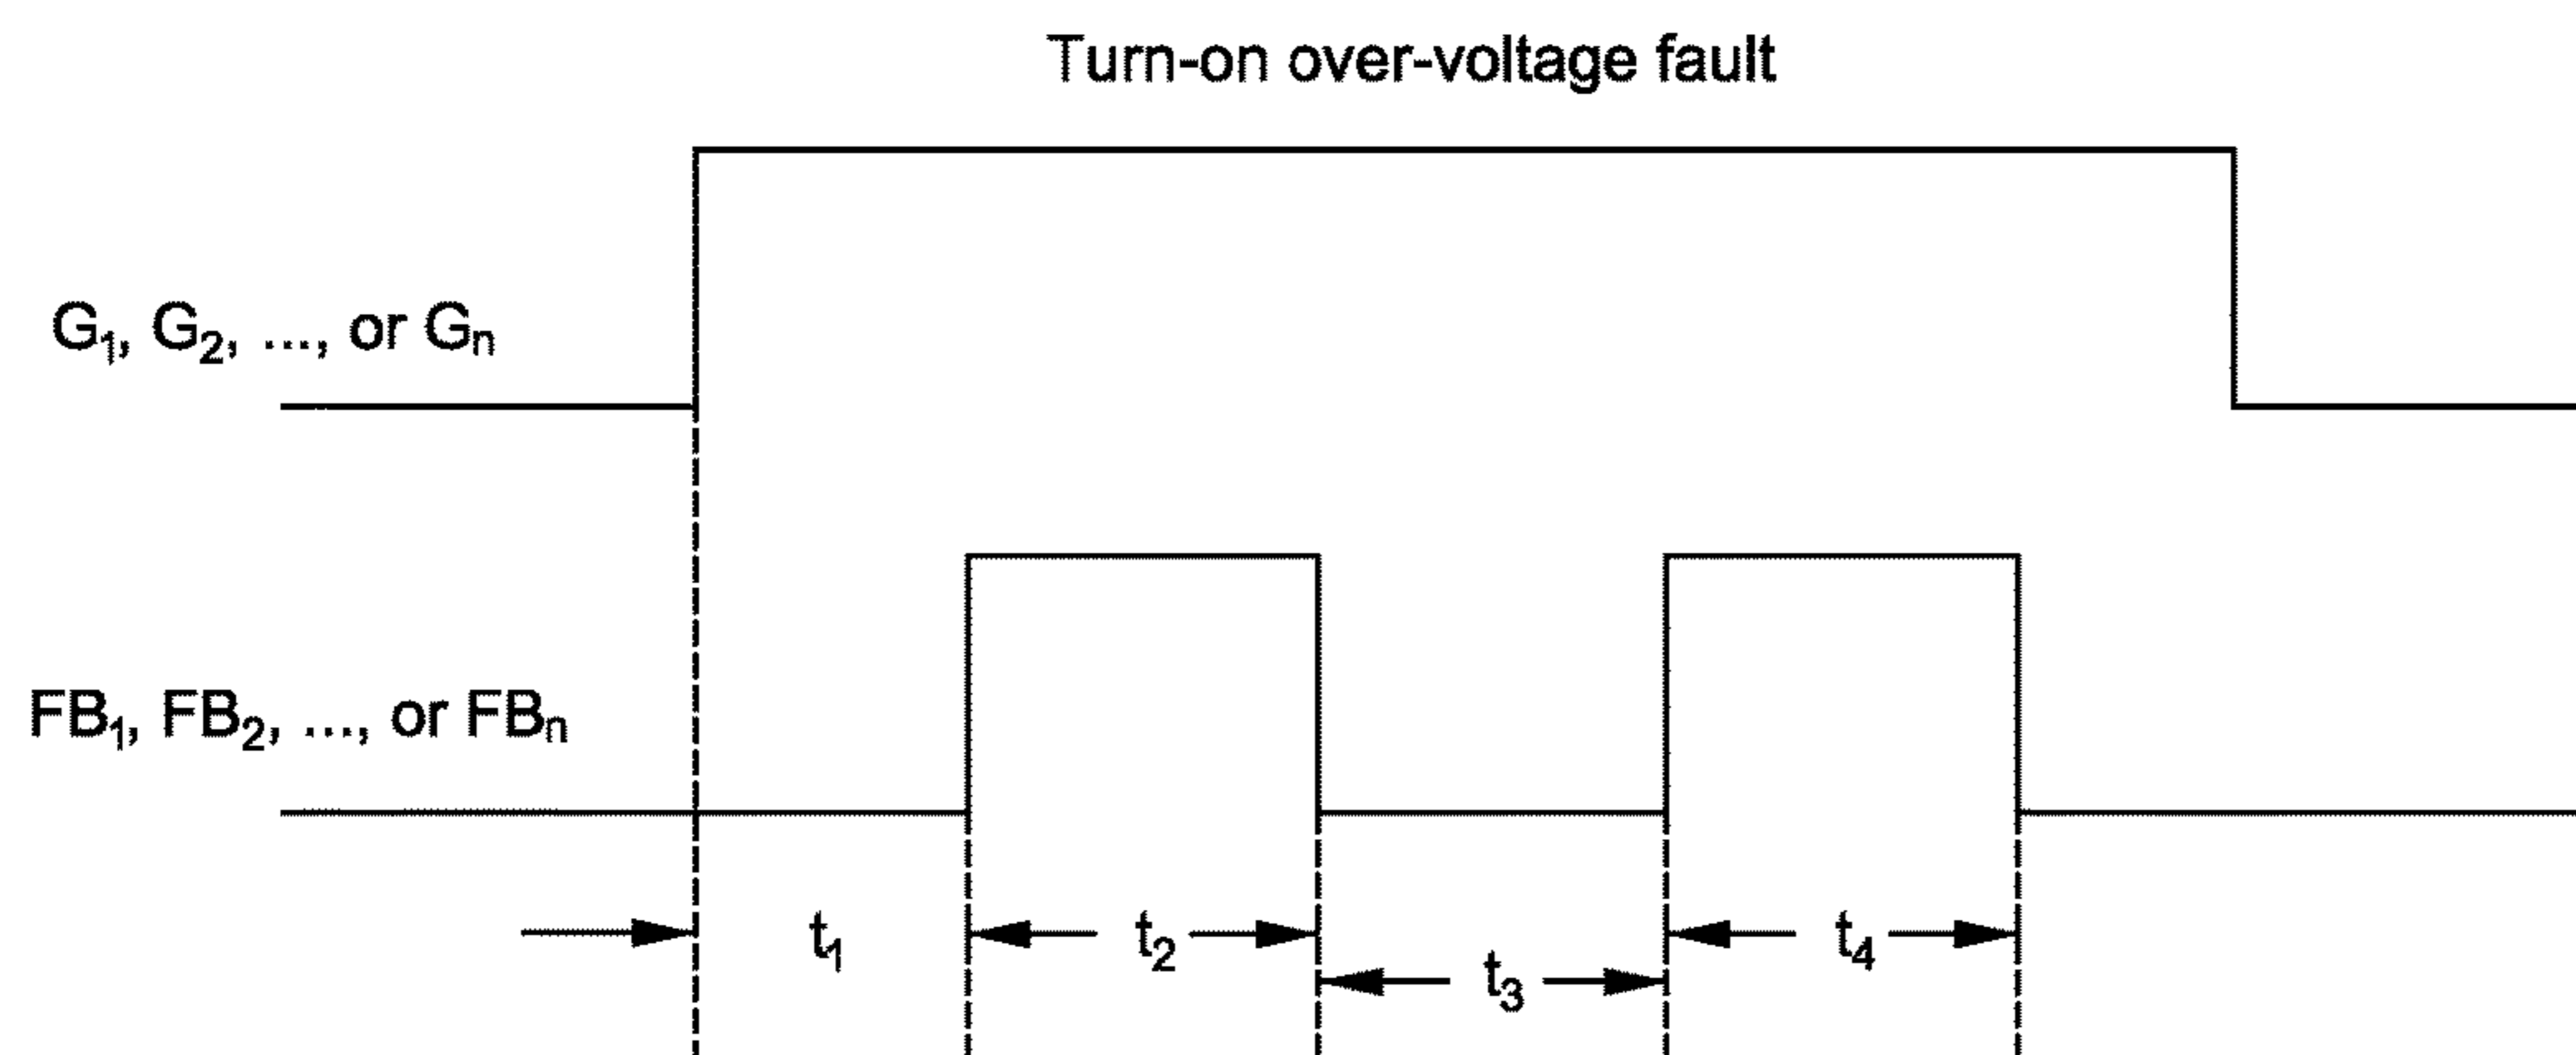 Turn-on over-voltage fault
G₁, G₂, ..., or Gₙ
FB₁, FB₂, ..., or FBₙ
t₁
t₂
t₃
t₄